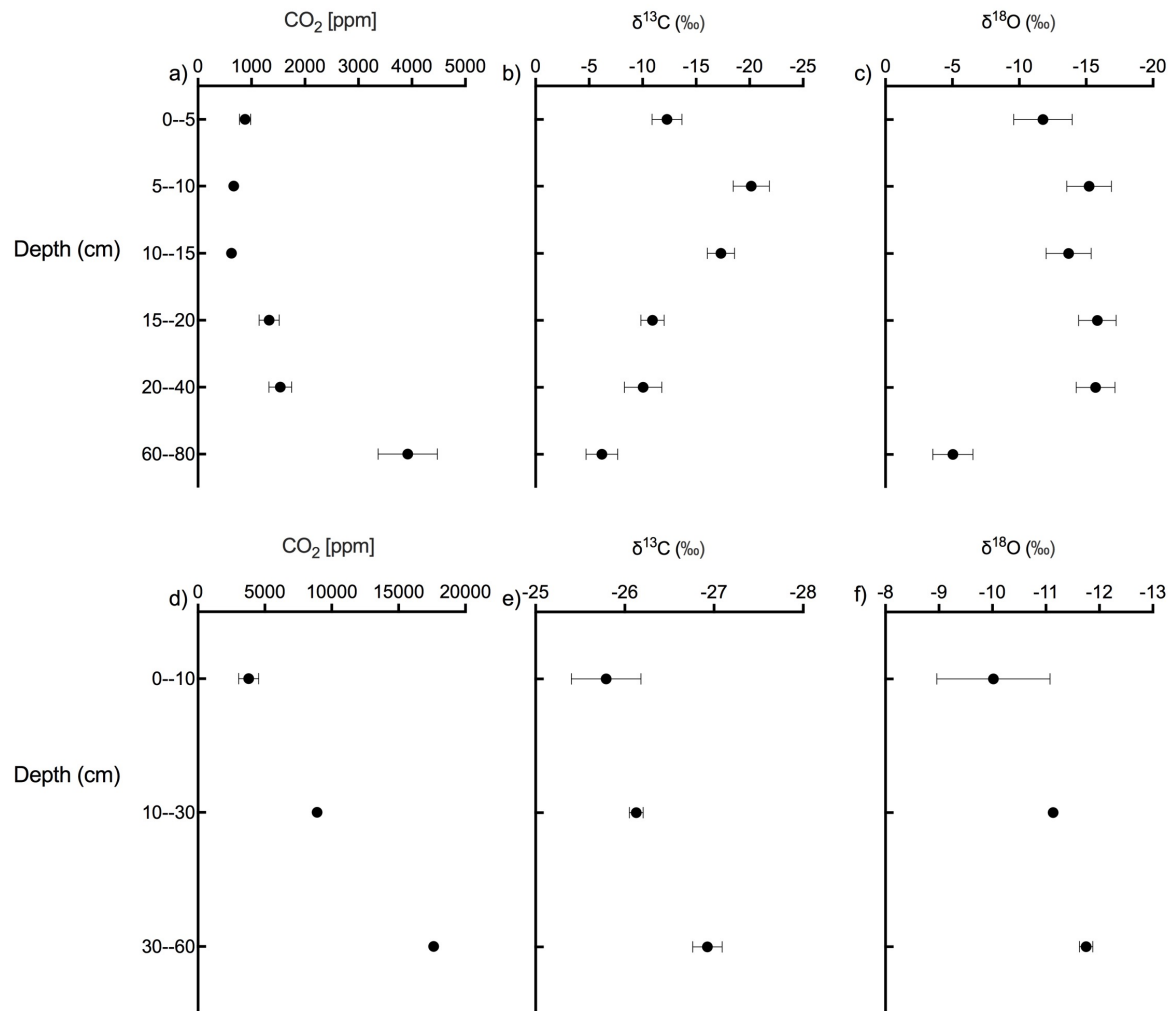 CO₂ [ppm] δ¹³C (‰) δ¹⁸O (‰)
a) 0 1000 2000 3000 4000 5000 b) 0 -5 -10 -15 -20 -25 c) 0 -5 -10 -15 -20
0--5
5--10
Depth (cm) 10--15
15--20
20--40
60--80
CO₂ [ppm] δ¹³C (‰) δ¹⁸O (‰)
d) 0 5000 10000 15000 20000 e) -25 -26 -27 -28 f) -8 -9 -10 -11 -12 -13
0--10
Depth (cm)
10--30
30--60